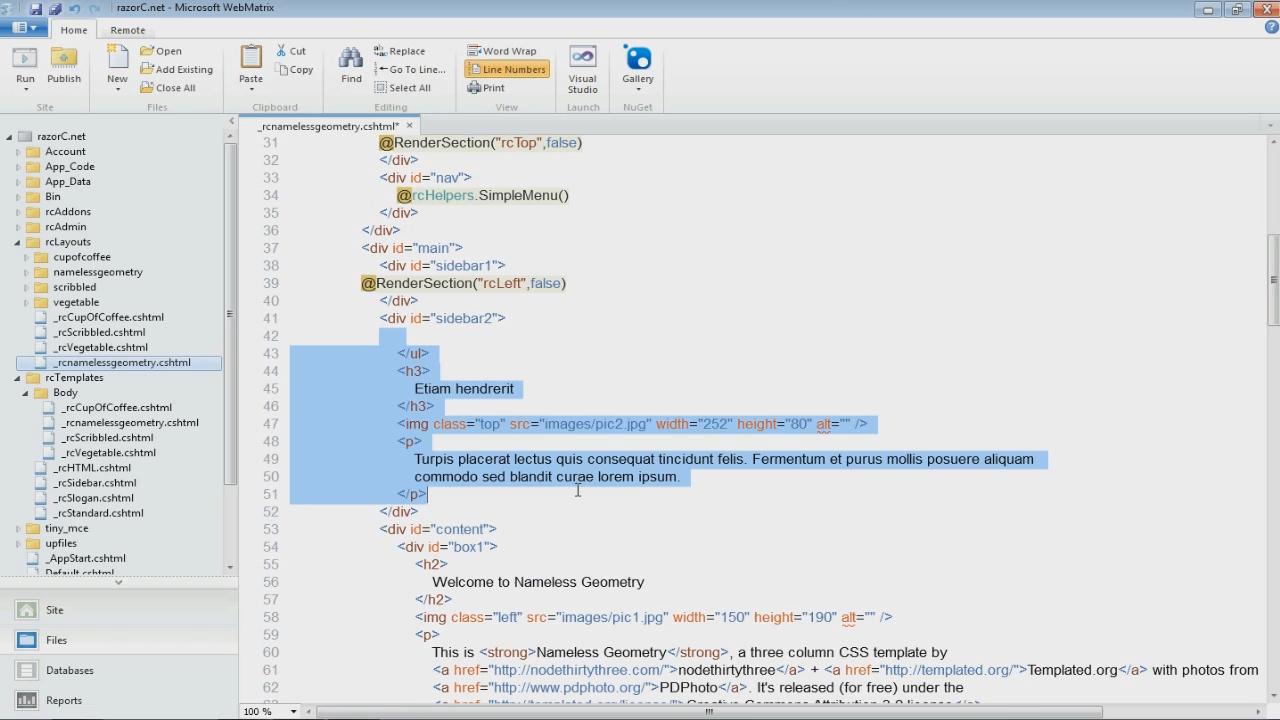 razorC.net - Microsoft WebMatrix
Home
Remote
Run
Publish
New
Open
Add Existing
Close All
Paste
Cut
Copy
Find
Replace
Go To Line...
Select All
Word Wrap
Line Numbers
Print
Visual
Studio
Gallery
Site
Files
Clipboard
Editing
View
Launch
NuGet
razorC.net
Account
App_Code
App_Data
Bin
rcAddons
rcAdmin
rcLayouts
cupofcoffee
namelessgeometry
scribbled
vegetable
_rcCupOfCoffee.cshtml
_rcScribbled.cshtml
_rcVegetable.cshtml
_rcnamelessgeometry.cshtml
rcTemplates
Body
_rcCupOfCoffee.cshtml
_rcnamelessgeometry.cshtml
_rcScribbled.cshtml
_rcVegetable.cshtml
_rcHTML.cshtml
_rcSidebar.cshtml
_rcSlogan.cshtml
_rcStandard.cshtml
tiny_mce
upfiles
_AppStart.cshtml
Default.cshtml
Site
Files
Databases
Reports
_rcnamelessgeometry.cshtml* ×
31 @RenderSection("rcTop",false)
32 </div>
33 <div id="nav">
34 @rcHelpers.SimpleMenu()
35 </div>
36 </div>
37 <div id="main">
38 <div id="sidebar1">
39 @RenderSection("rcLeft",false)
40 </div>
41 <div id="sidebar2">
42
43 </ul>
44 <h3>
45 Etiam hendrerit
46 </h3>
47 <img class="top" src="images/pic2.jpg" width="252" height="80" alt="" />
48 <p>
49 Turpis placerat lectus quis consequat tincidunt felis. Fermentum et purus mollis posuere aliquam
50 commodo sed blandit curae lorem ipsum.
51 </p>
52 </div>
53 <div id="content">
54 <div id="box1">
55 <h2>
56 Welcome to Nameless Geometry
57 </h2>
58 <img class="left" src="images/pic1.jpg" width="150" height="190" alt="" />
59 <p>
60 This is <strong>Nameless Geometry</strong>, a three column CSS template by
61 <a href="http://nodethirtythree.com/">nodethirtythree</a> + <a href="http://templated.org/">Templated.org</a> with photos from
62 <a href="http://www.pdphoto.org/">PDPhoto</a>. It's released (for free) under the
100 %